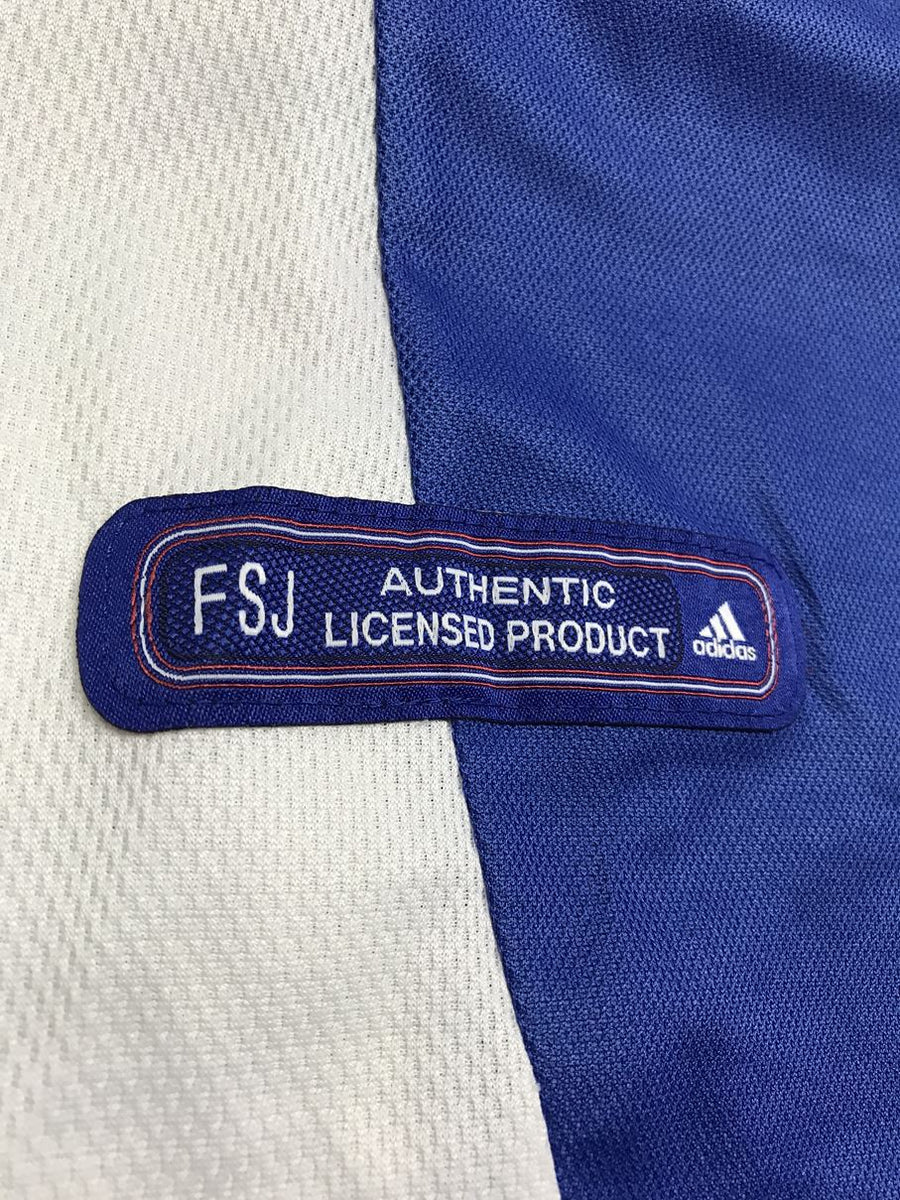 FSJ
AUTHENTIC
LICENSED PRODUCT
adidas